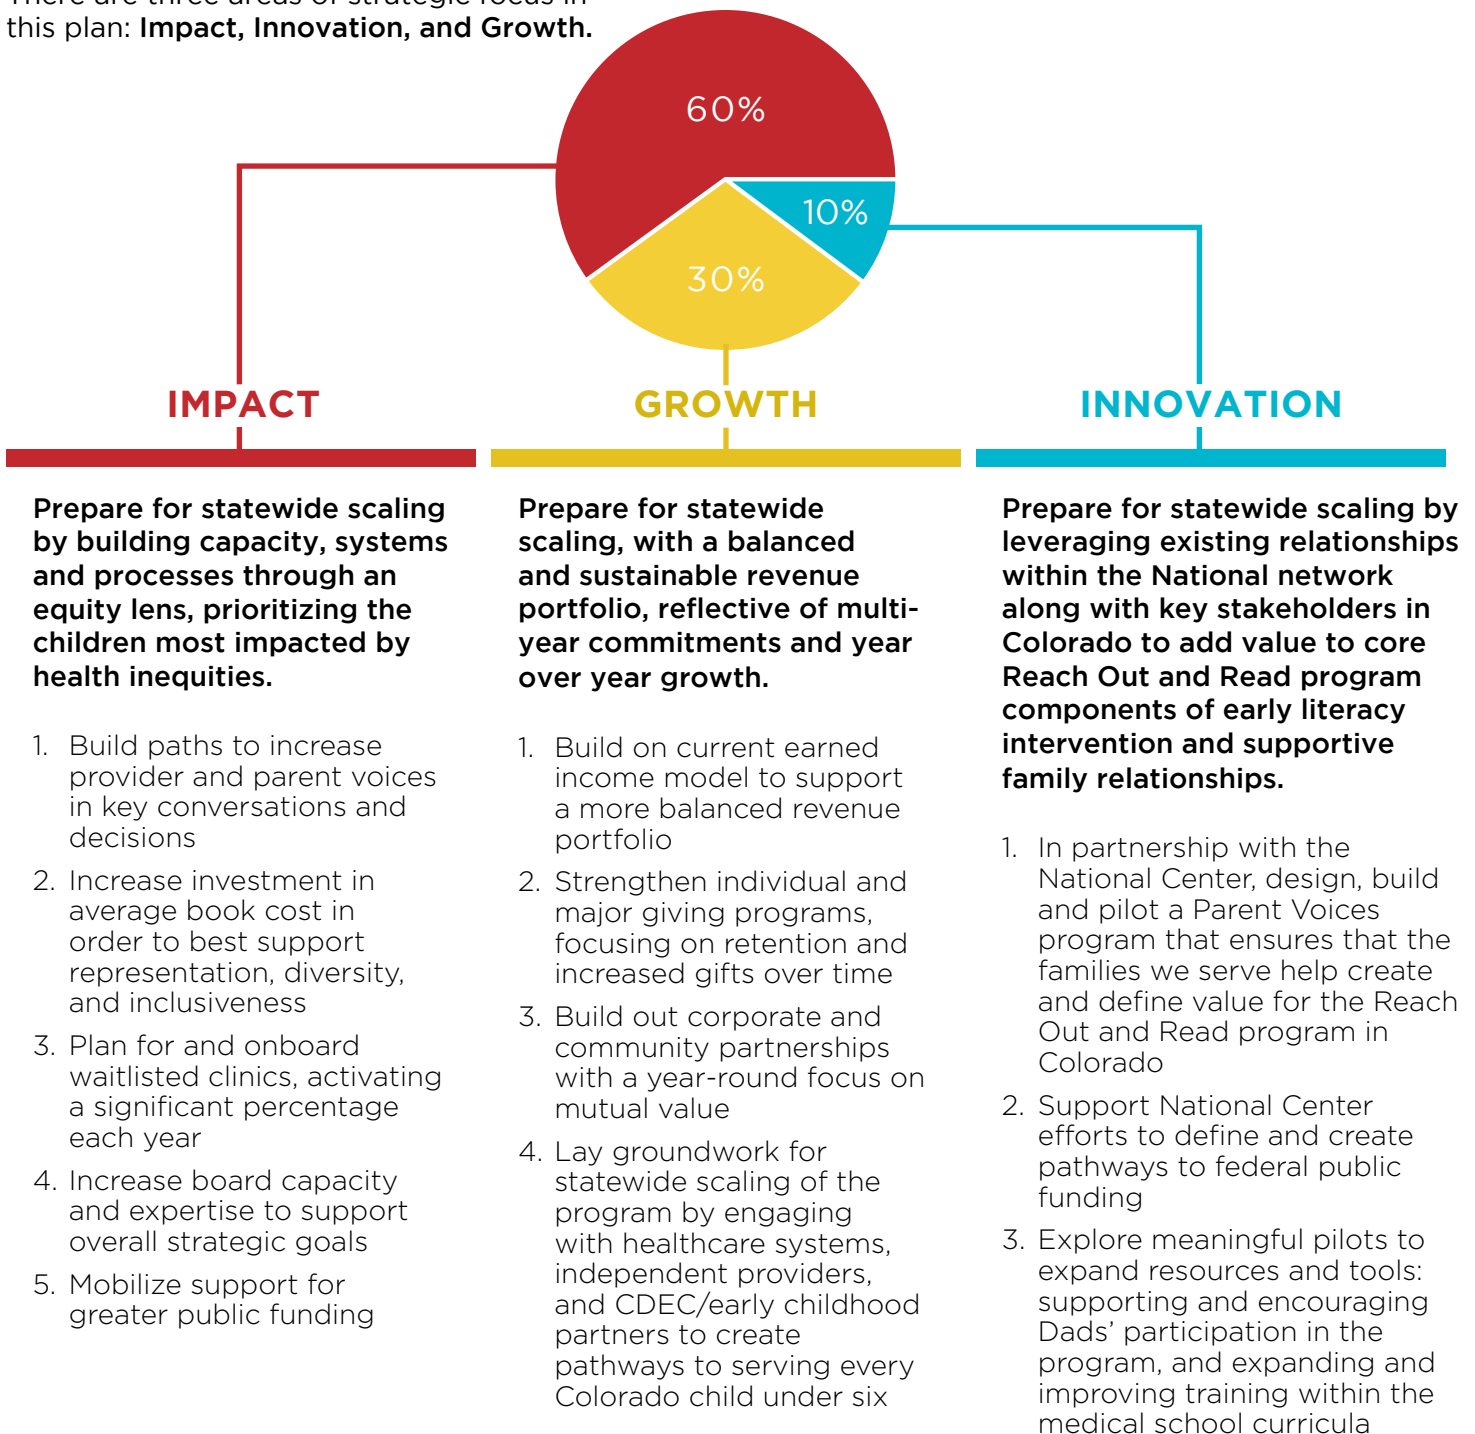 There are three areas of strategic focus in
this plan: Impact, Innovation, and Growth.
60%
10%
30%
IMPACT
Prepare for statewide scaling
by building capacity, systems
and processes through an
equity lens, prioritizing the
children most impacted by
health inequities.
1. Build paths to increase
provider and parent voices
in key conversations and
decisions
2. Increase investment in
average book cost in
order to best support
representation, diversity,
and inclusiveness
3. Plan for and onboard
waitlisted clinics, activating
a significant percentage
each year
4. Increase board capacity
and expertise to support
overall strategic goals
5. Mobilize support for
greater public funding
GROWTH
Prepare for statewide
scaling, with a balanced
and sustainable revenue
portfolio, reflective of multi-
year commitments and year
over year growth.
1. Build on current earned
income model to support
a more balanced revenue
portfolio
2. Strengthen individual and
major giving programs,
focusing on retention and
increased gifts over time
3. Build out corporate and
community partnerships
with a year-round focus on
mutual value
4. Lay groundwork for
statewide scaling of the
program by engaging
with healthcare systems,
independent providers,
and CDEC/early childhood
partners to create
pathways to serving every
Colorado child under six
INNOVATION
Prepare for statewide scaling by
leveraging existing relationships
within the National network
along with key stakeholders in
Colorado to add value to core
Reach Out and Read program
components of early literacy
intervention and supportive
family relationships.
1. In partnership with the
National Center, design, build
and pilot a Parent Voices
program that ensures that the
families we serve help create
and define value for the Reach
Out and Read program in
Colorado
2. Support National Center
efforts to define and create
pathways to federal public
funding
3. Explore meaningful pilots to
expand resources and tools:
supporting and encouraging
Dads’ participation in the
program, and expanding and
improving training within the
medical school curricula